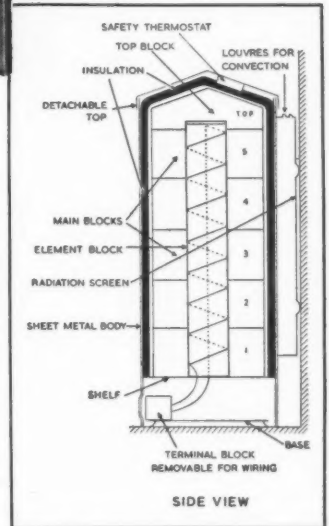 SAFETY THERMOSTAT
TOP BLOCK
LOUVRES FOR
CONVECTION
INSULATION
DETACHABLE
TOP
TOP
5
4
MAIN BLOCKS
ELEMENT BLOCK
3
RADIATION SCREEN
2
SHEET METAL BODY
1
SHELF
BASE
TERMINAL BLOCK
REMOVABLE FOR WIRING
SIDE VIEW